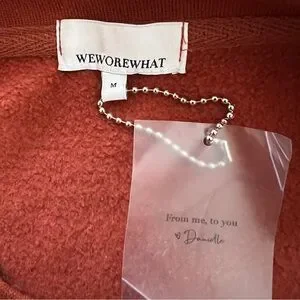 WEWOREWHAT
M
From me, to you
♡ Danielle